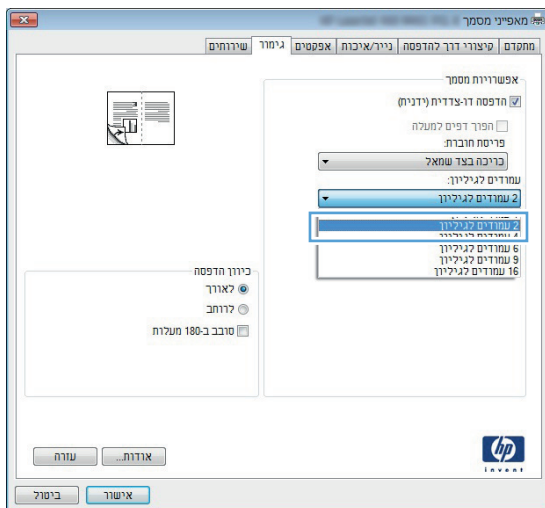 מאפייני מסמך
מתקדם קיצורי דרך להדפסה נייר/איכות אפקטים גימור שירותים
אפשרויות מסמך
הדפסה דו-צדדית (ידנית)
הפוך דפים למעלה
פריסת חוברת:
כריכה בצד שמאל
עמודים לגיליון:
2 עמודים לגיליון
2 עמודים לגיליון
6 עמודים לגיליון
9 עמודים לגיליון
16 עמודים לגיליון
כיוון הדפסה
לאורך
לרוחב
סובב ב-180 מעלות
hp
invent
אודות... עזרה
אישור ביטול